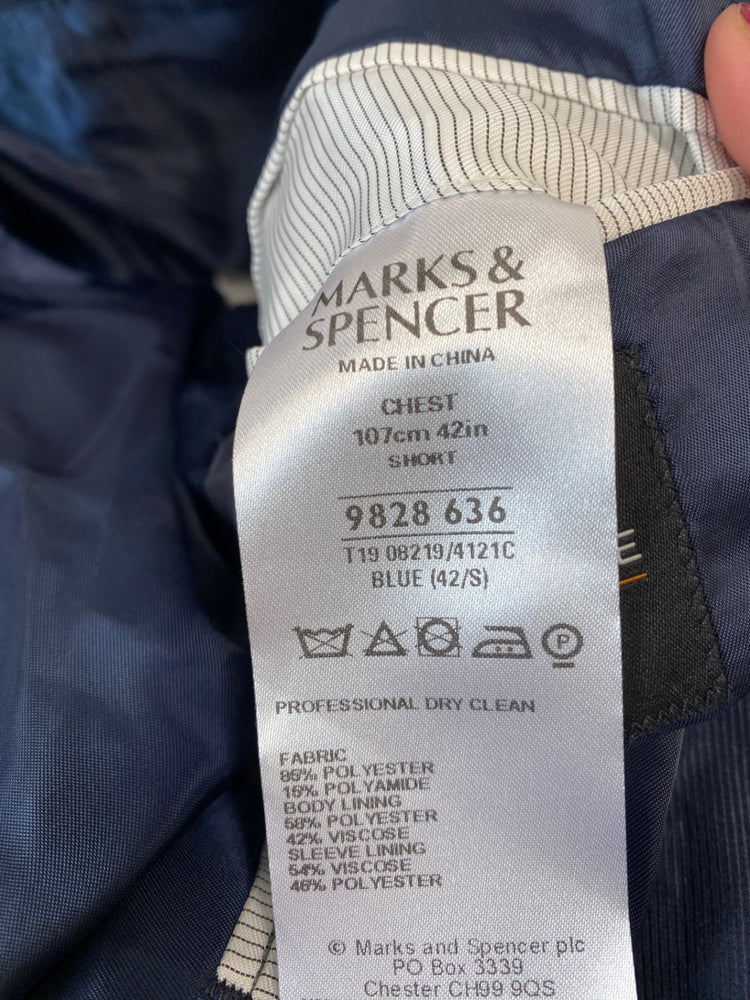 MARKS &
SPENCER
MADE IN CHINA
CHEST
107cm 42in
SHORT
9828 636
T19 08219/4121C
BLUE (42/S)
P
PROFESSIONAL DRY CLEAN
FABRIC
85% POLYESTER
15% POLYAMIDE
BODY LINING
58% POLYESTER
42% VISCOSE
SLEEVE LINING
54% VISCOSE
46% POLYESTER
© Marks and Spencer plc
PO Box 3339
Chester CH99 9QS
E